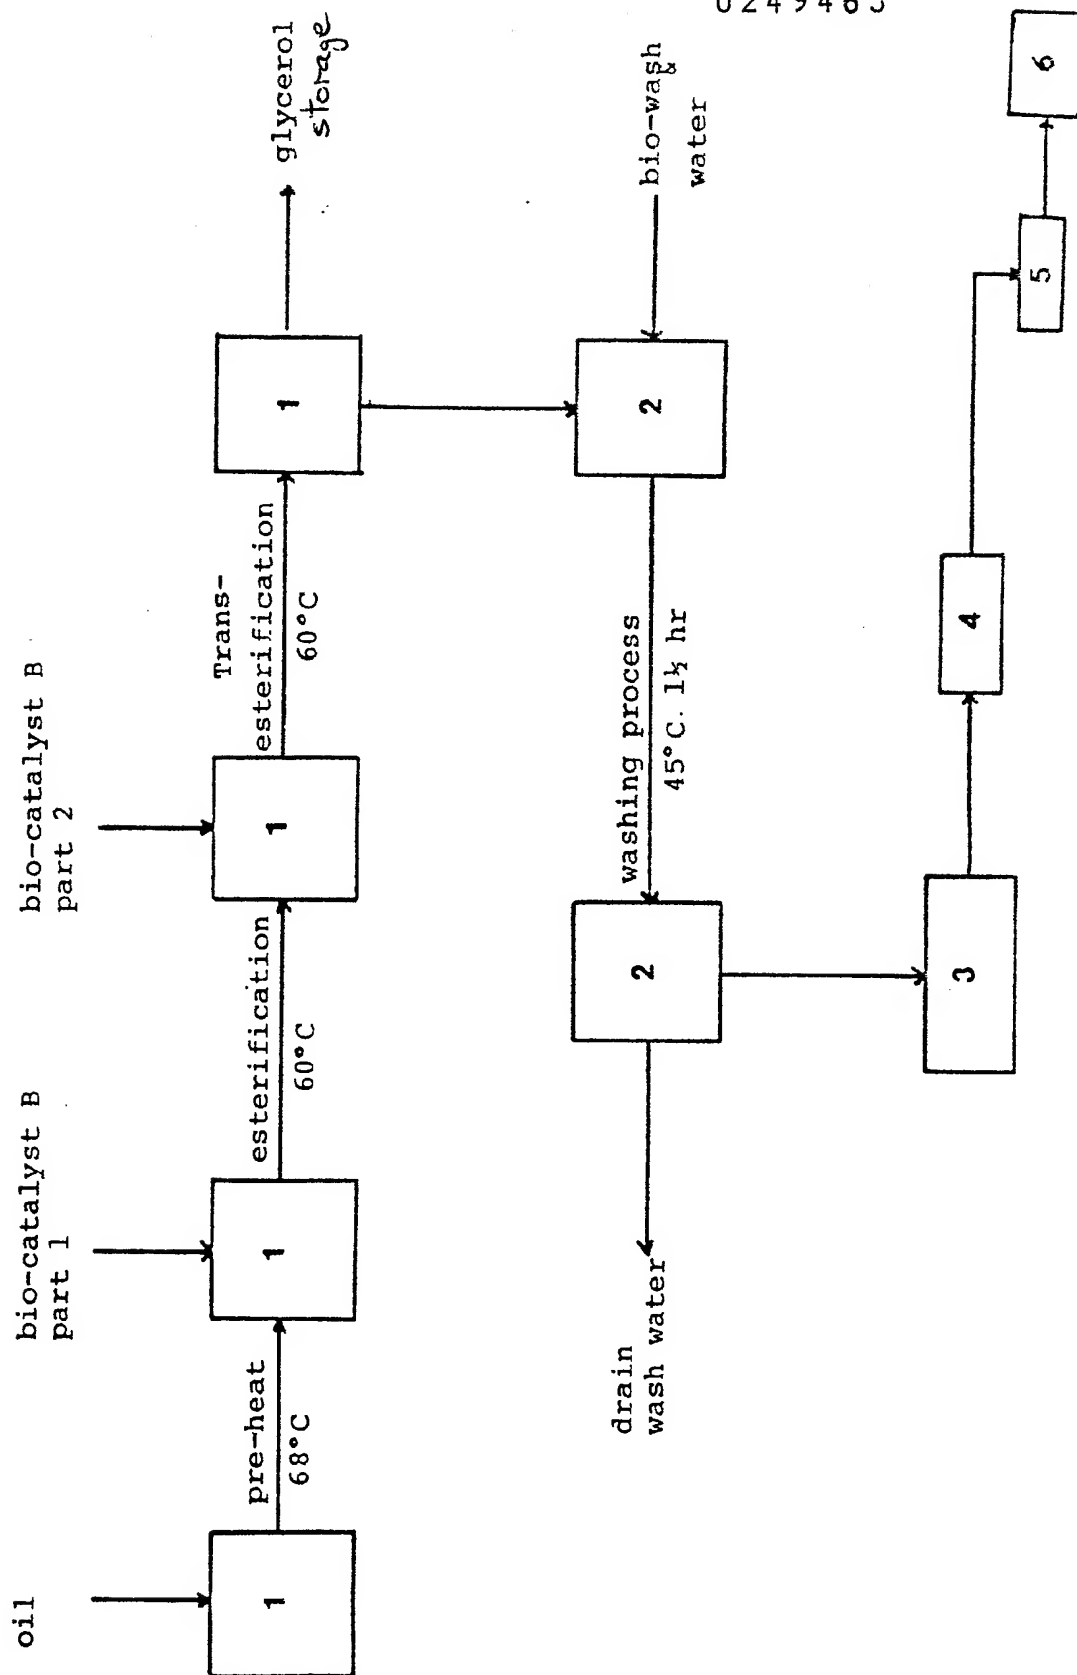 oil
bio-catalyst B
part 1
bio-catalyst B
part 2
1
pre-heat
68°C
1
esterification
60°C
1
Trans-
esterification
60°C
1
glycerol
storage
drain
wash water
2
washing process
45°C. 1½ hr
2
bio-wash
&
water
3
4
5
6